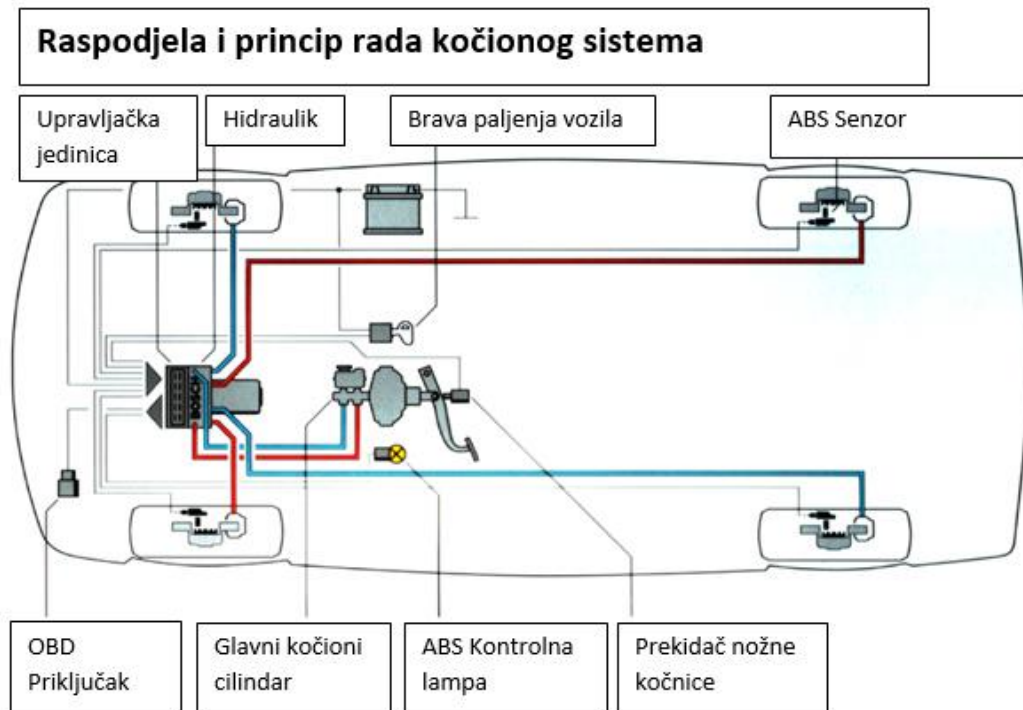 Raspodjela i princip rada kočionog sistema
Upravljačka
jedinica
Hidraulik
Brava paljenja vozila
ABS Senzor
BOSCH
OBD
Priključak
Glavni kočioni
cilindar
ABS Kontrolna
lampa
Prekidač nožne
kočnice